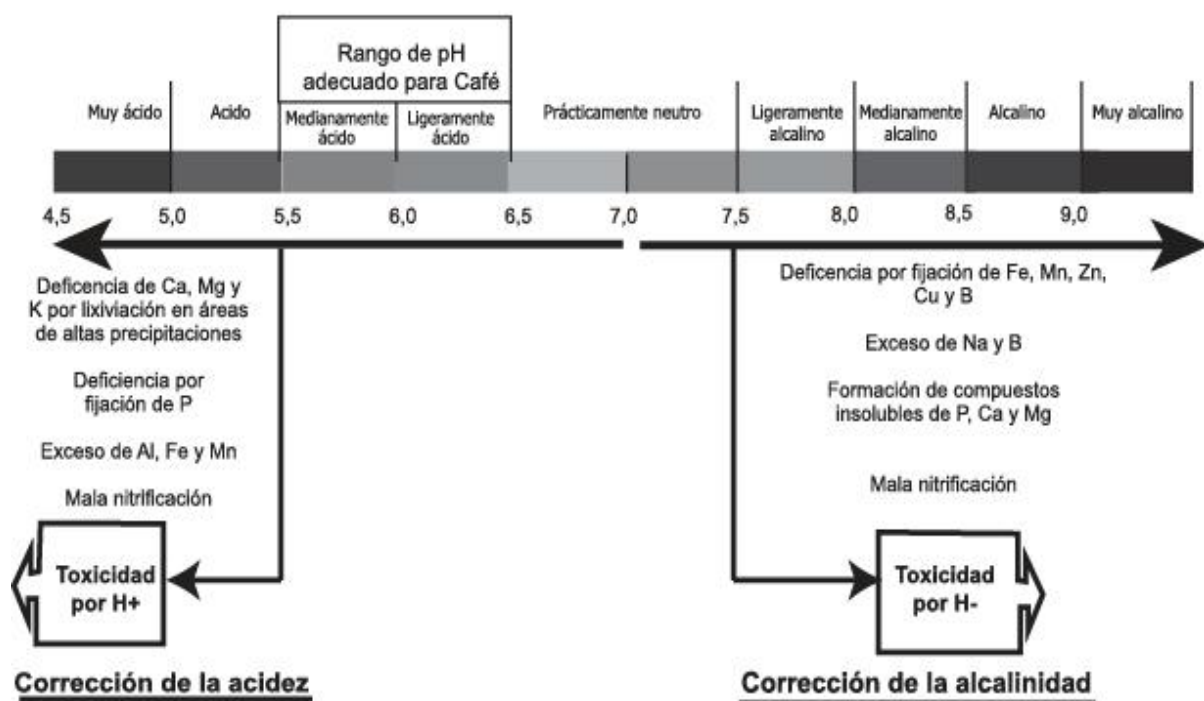 Rango de pH
adecuado para Café
Muy ácido
Acido
Medianamente
ácido
Ligeramente
ácido
Prácticamente neutro
Ligeramente
alcalino
Medianamente
alcalino
Alcalino
Muy alcalino
4,5 5,0 5,5 6,0 6,5 7,0 7,5 8,0 8,5 9,0
Deficencia de Ca, Mg y
K por lixiviación en áreas
de altas precipitaciones
Deficiencia por
fijación de P
Exceso de Al, Fe y Mn
Mala nitrificación
Toxicidad
por H+
Corrección de la acidez
Deficencia por fijación de Fe, Mn, Zn,
Cu y B
Exceso de Na y B
Formación de compuestos
insolubles de P, Ca y Mg
Mala nitrificación
Toxicidad
por H-
Corrección de la alcalinidad